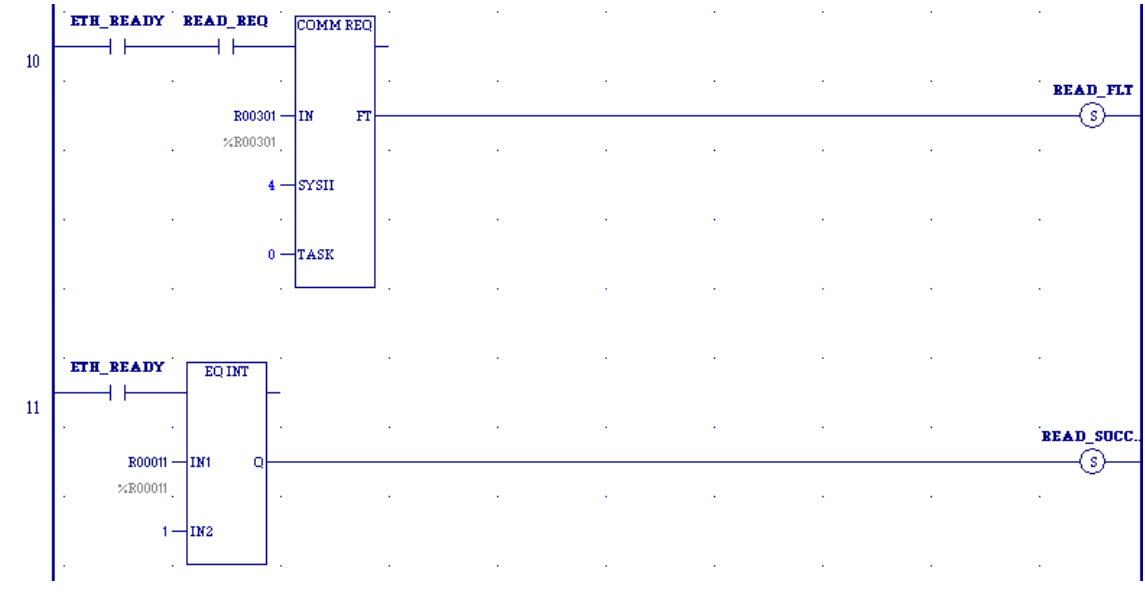 ETH_READY READ_REQ COMM REQ
10
READ_FLT
R00301 IN FT S
%R00301
4 SYSII
0 TASK
ETH_READY EQ INT
11
READ_SUCC..
R00011 IN1 Q S
%R00011
1 IN2